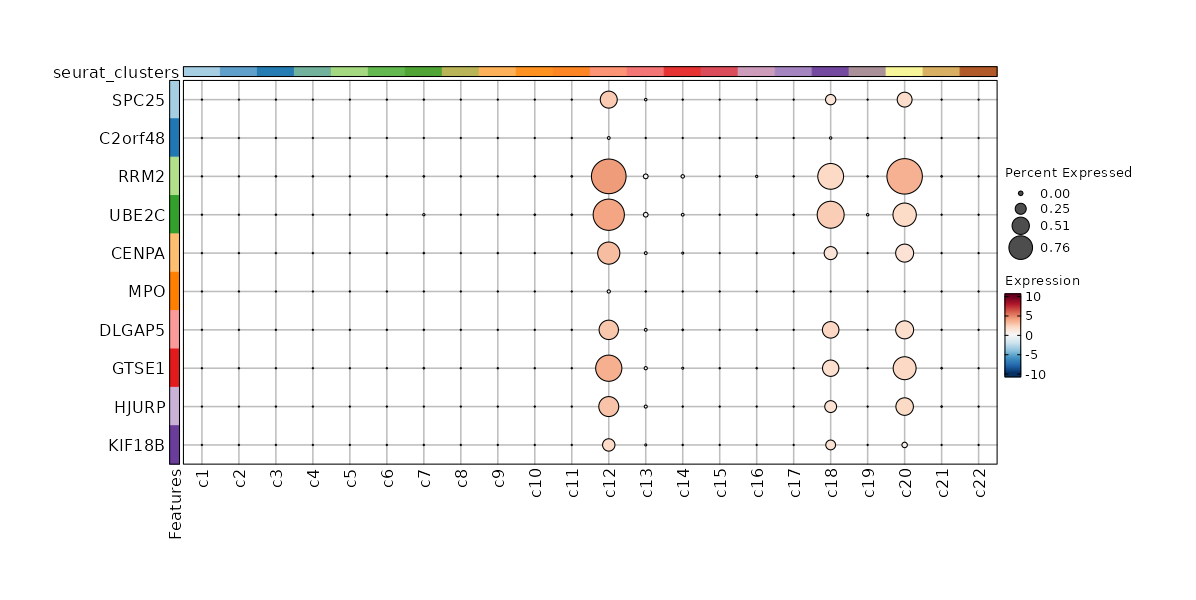 seurat_clusters
SPC25
C2orf48
RRM2
UBE2C
CENPA
MPO
DLGAP5
GTSE1
HJURP
KIF18B
Features
c1
c2
c3
c4
c5
c6
c7
c8
c9
c10
c11
c12
c13
c14
c15
c16
c17
c18
c19
c20
c21
c22
Percent Expressed
0.00
0.25
0.51
0.76
Expression
10
5
0
-5
-10